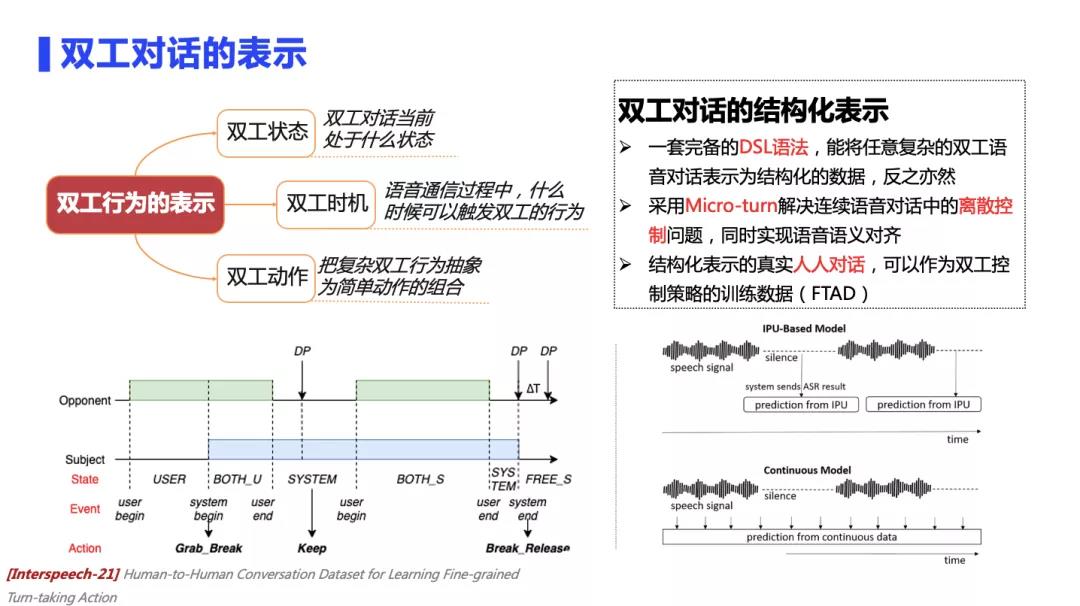 双工对话的表示
双工行为的表示
双工状态
双工对话当前
处于什么状态
双工时机
语音通信过程中，什么
时候可以触发双工的行为
双工动作
把复杂双工行为抽象
为简单动作的组合
双工对话的结构化表示
一套完备的DSL语法，能将任意复杂的双工语
音对话表示为结构化的数据，反之亦然
采用Micro-turn解决连续语音对话中的离散控
制问题，同时实现语音语义对齐
结构化表示的真实人人对话，可以作为双工控
制策略的训练数据（FTAD）
DP DP DP
ΔT
Opponent
Subject
State USER BOTH_U SYSTEM BOTH_S SYS
TEM FREE_S
Event user
begin system
begin user
end user
begin user
end system
end
Action Grab_Break Keep Break_Release
IPU-Based Model
silence
speech signal
system sends ASR result
prediction from IPU prediction from IPU
time
Continuous Model
silence
speech signal
prediction from continuous data
time
[Interspeech-21] Human-to-Human Conversation Dataset for Learning Fine-grained
Turn-taking Action